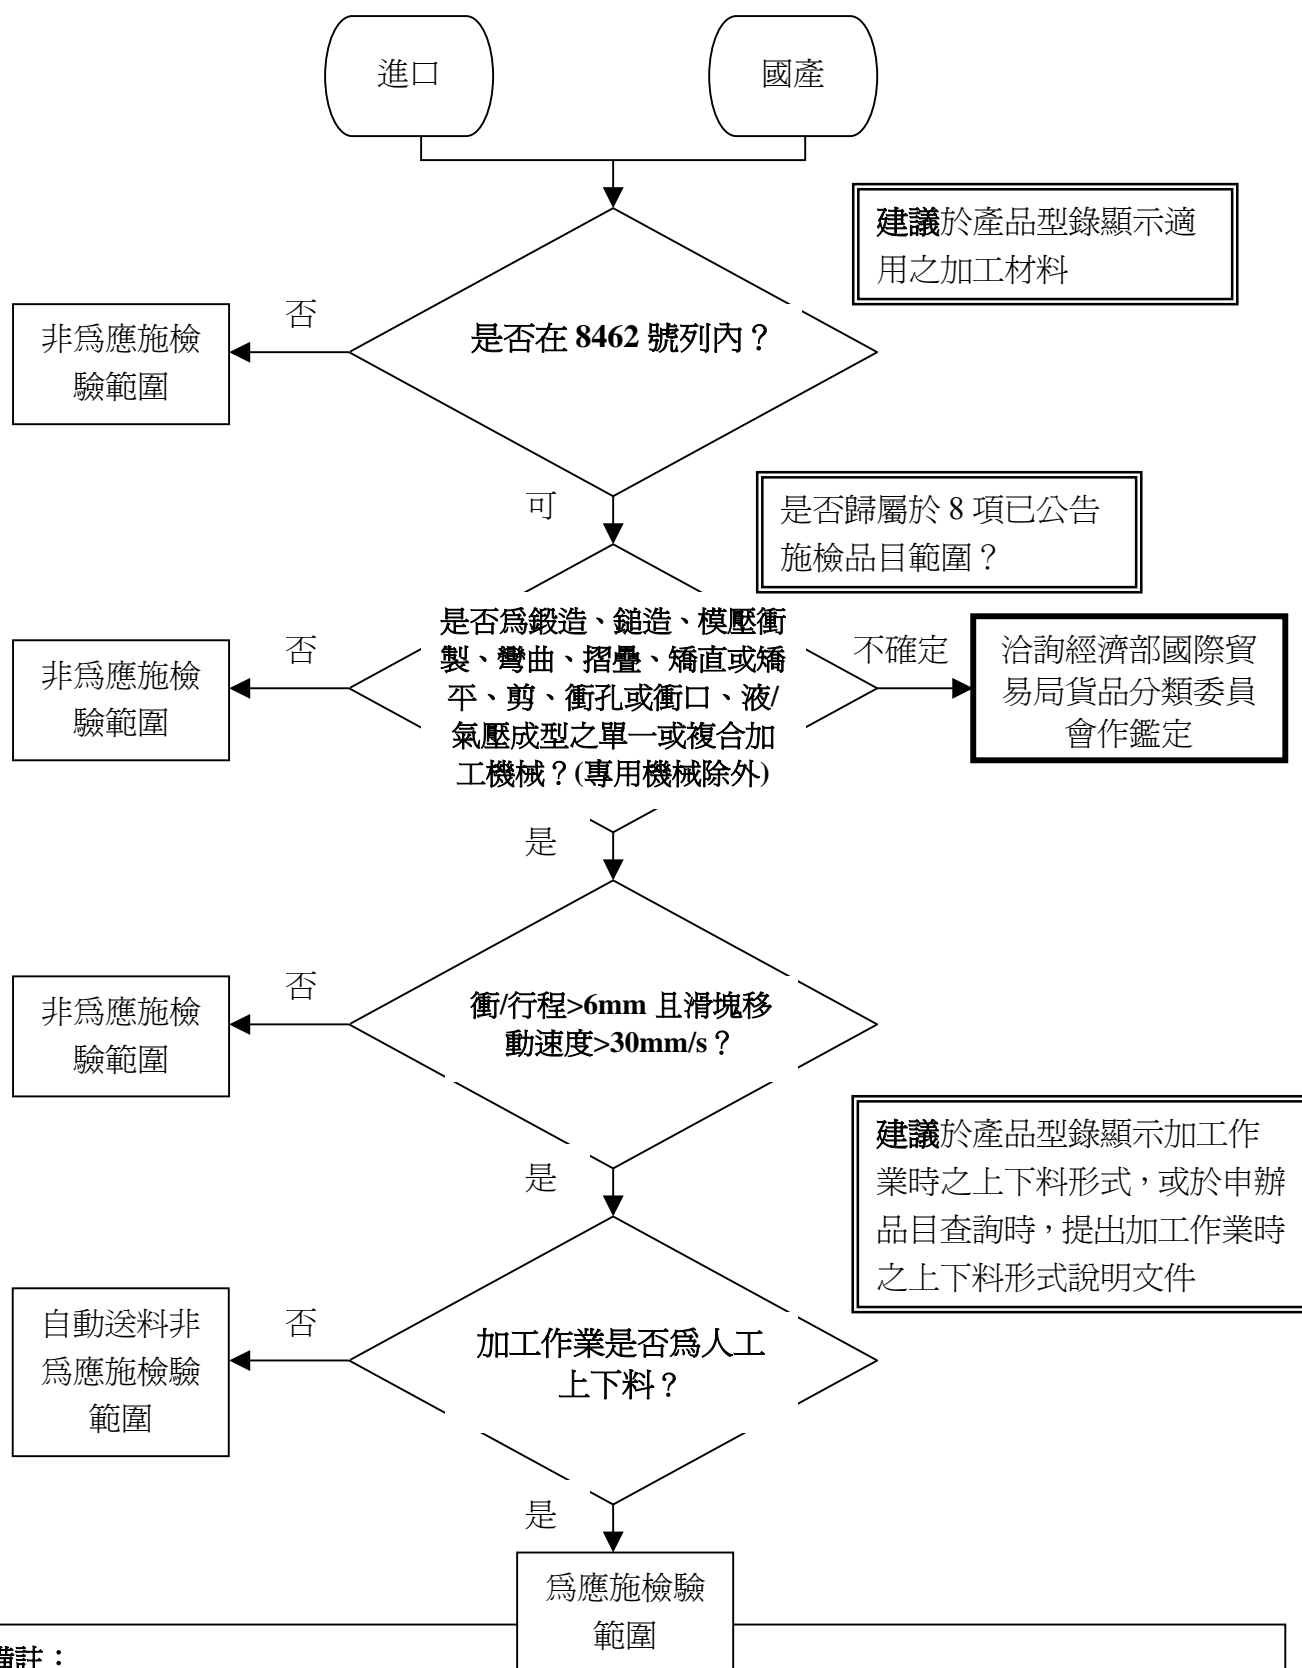 進口
國產
建議於產品型錄顯示適
用之加工材料
是否在 8462 號列內？
否
非為應施檢
驗範圍
可
是否歸屬於 8 項已公告
施檢品目範圍？
是否為鍛造、鎚造、模壓衝
製、彎曲、摺疊、矯直或矯
平、剪、衝孔或衝口、液/
氣壓成型之單一或複合加
工機械？(專用機械除外)
否
非為應施檢
驗範圍
不確定
洽詢經濟部國際貿
易局貨品分類委員
會作鑑定
是
衝/行程>6mm 且滑塊移
動速度>30mm/s？
否
非為應施檢
驗範圍
是
建議於產品型錄顯示加工作
業時之上下料形式，或於申辦
品目查詢時，提出加工作業時
之上下料形式說明文件
加工作業是否為人工
上下料？
否
自動送料非
為應施檢驗
範圍
是
為應施檢驗
範圍
備註：